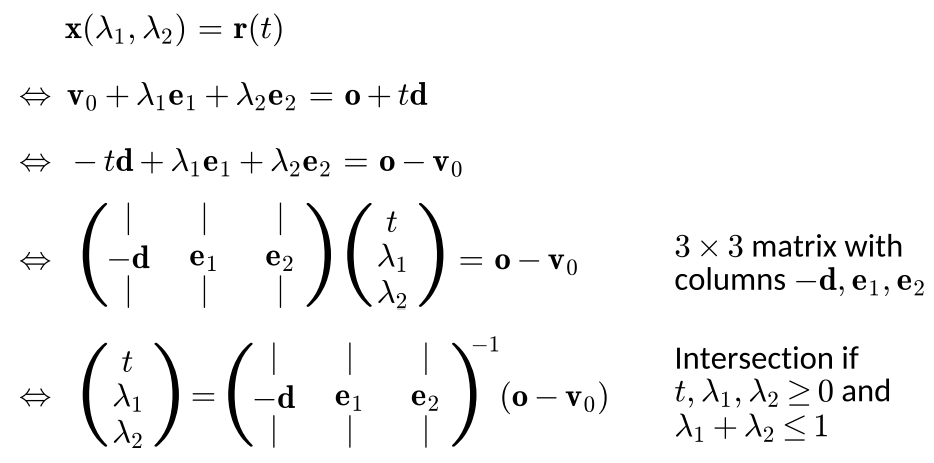 x(λ₁, λ₂) = r(t)
⇔ v₀ + λ₁e₁ + λ₂e₂ = o + td
⇔ − td + λ₁e₁ + λ₂e₂ = o − v₀
⇔ ( | | | ; −d e₁ e₂ ; | | | ) ( t ; λ₁ ; λ₂ ) = o − v₀
3 × 3 matrix with
columns −d, e₁, e₂
⇔ ( t ; λ₁ ; λ₂ ) = ( | | | ; −d e₁ e₂ ; | | | )⁻¹ (o − v₀)
Intersection if
t, λ₁, λ₂ ≥ 0 and
λ₁ + λ₂ ≤ 1